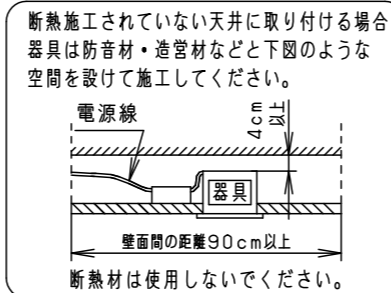 断熱施工されていない天井に取り付ける場合
器具は防音材・造営材などと下図のような
空間を設けて施工してください。
電源線
4cm
以上
器具
壁面間の距離90cm以上
断熱材は使用しないでください。